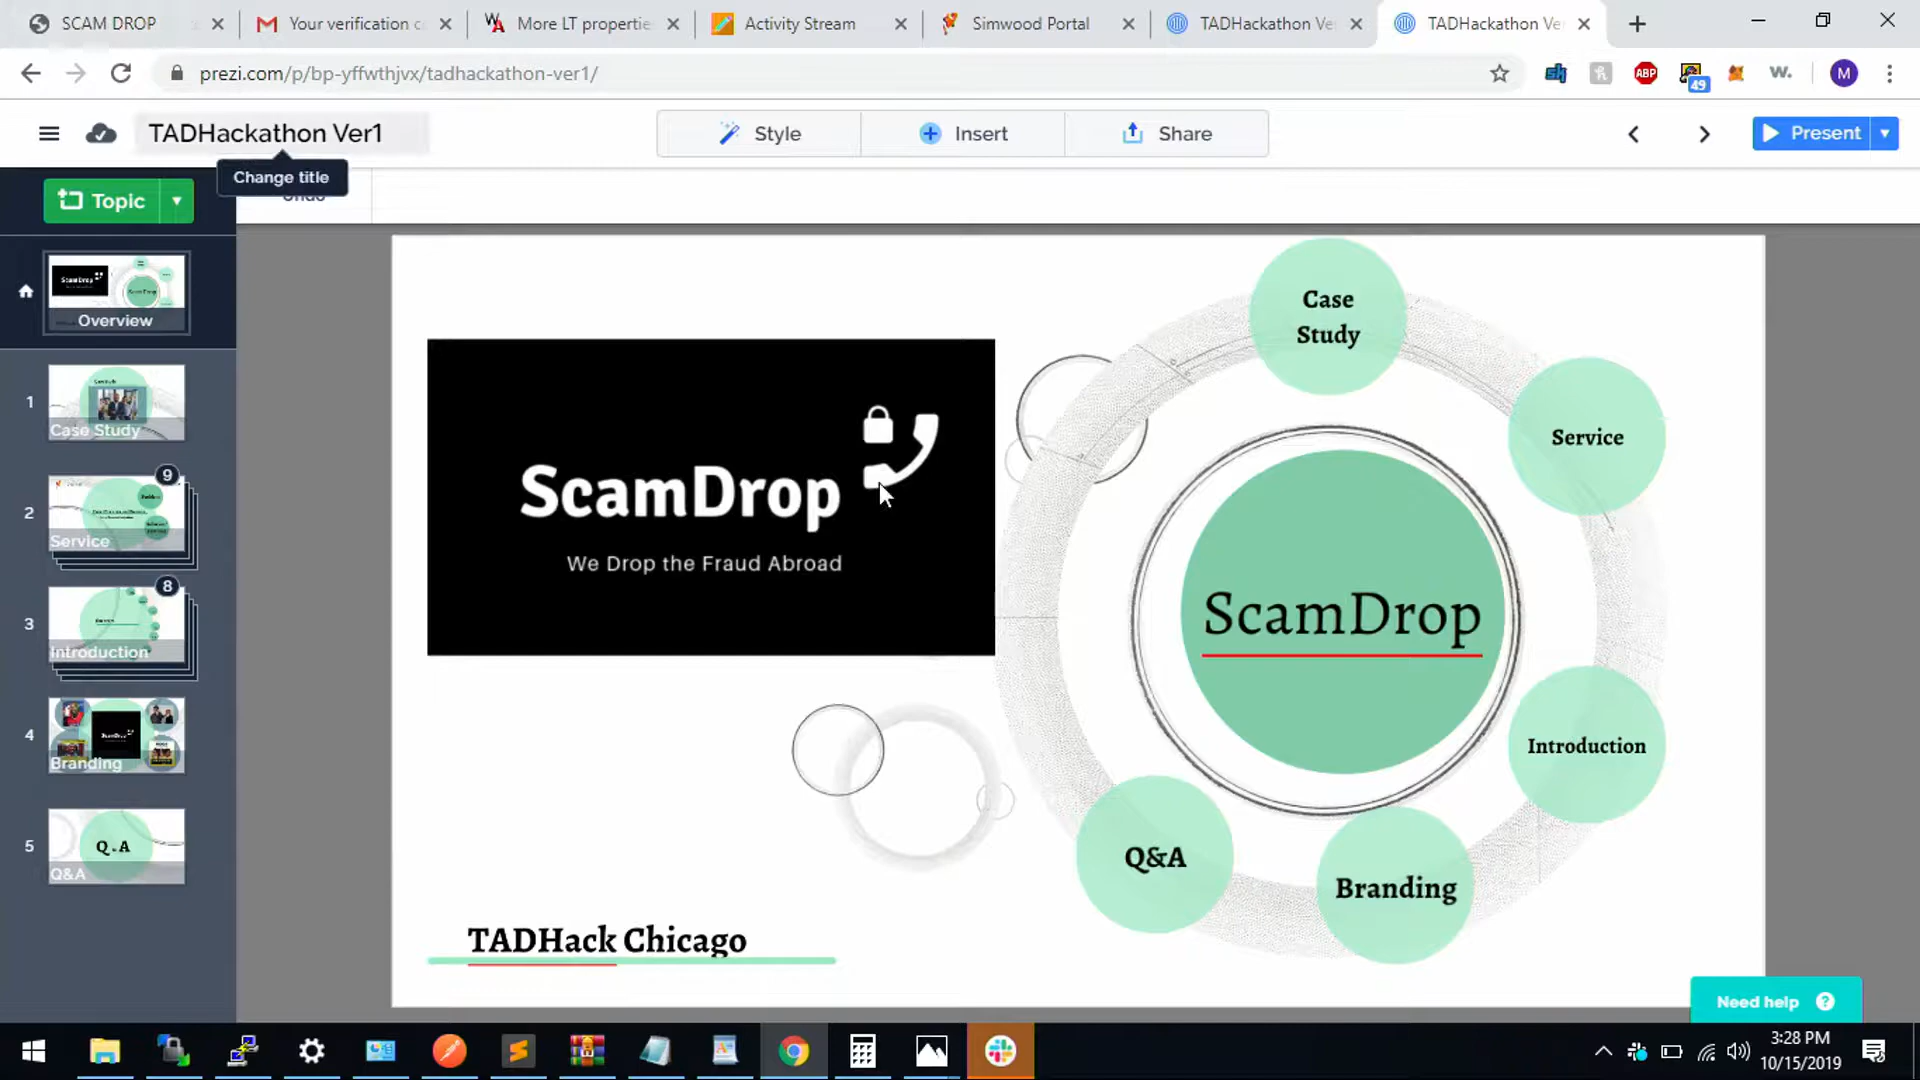 SCAM DROP
Your verification c
More LT propertie
Activity Stream
Simwood Portal
TADHackathon Ve
TADHackathon Ve
prezi.com/p/bp-yffwthjvx/tadhackathon-ver1/
ABP
49
W.
M
TADHackathon Ver1
Style
Insert
Share
Present
Change title
Undo
Topic
Overview
1
Case Study
2
9
Service
3
8
Introduction
4
Branding
5
Q&A
ScamDrop
We Drop the Fraud Abroad
Case
Study
Service
ScamDrop
Introduction
Q&A
Branding
TADHack Chicago
Need help ?
3:28 PM
10/15/2019